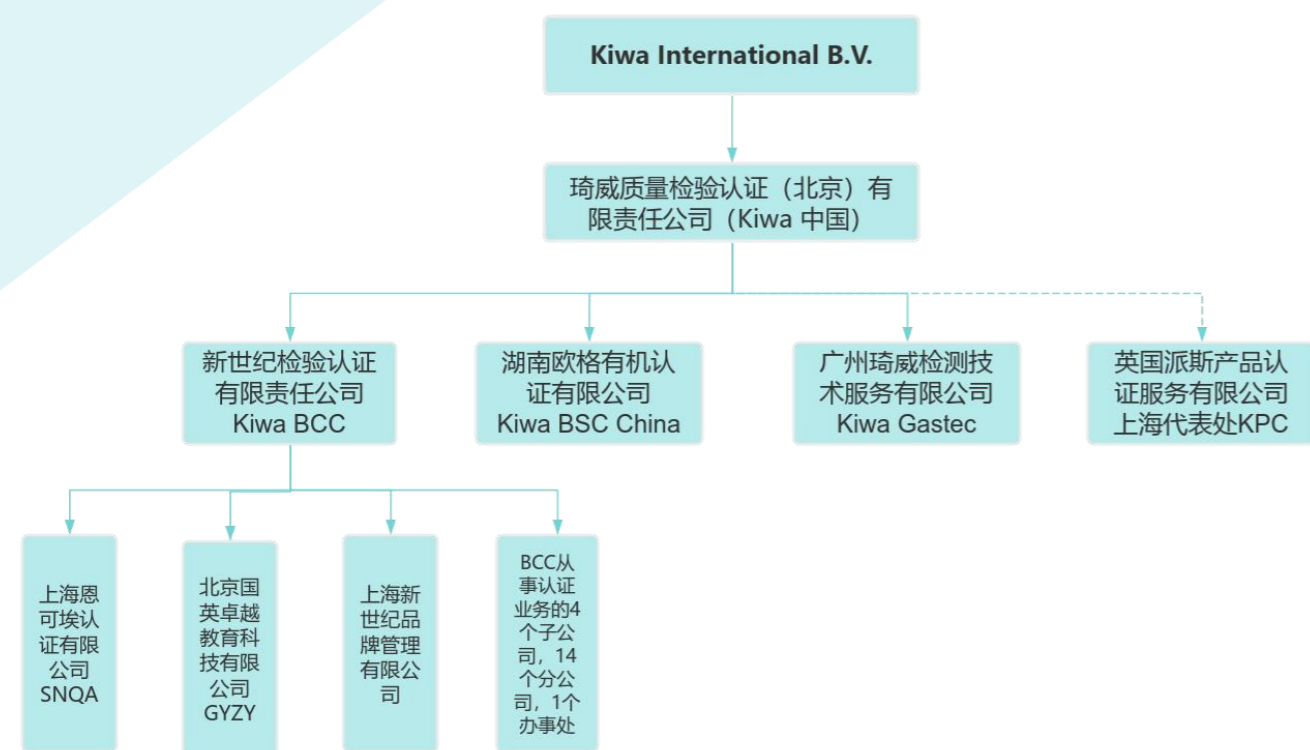 Kiwa International B.V.
琦威质量检验认证（北京）有
限责任公司（Kiwa 中国）
新世纪检验认证
有限责任公司
Kiwa BCC
湖南欧格有机认
证有限公司
Kiwa BSC China
广州琦威检测技
术服务有限公司
Kiwa Gastec
英国派斯产品认
证服务有限公司
上海代表处KPC
上海恩
可埃认
证有限
公司
SNQA
北京国
英卓越
教育科
技有限
公司
GYZY
上海新
世纪品
牌管理
有限公
司
BCC从
事认证
业务的4
个子公
司，14
个分公
司，1个
办事处